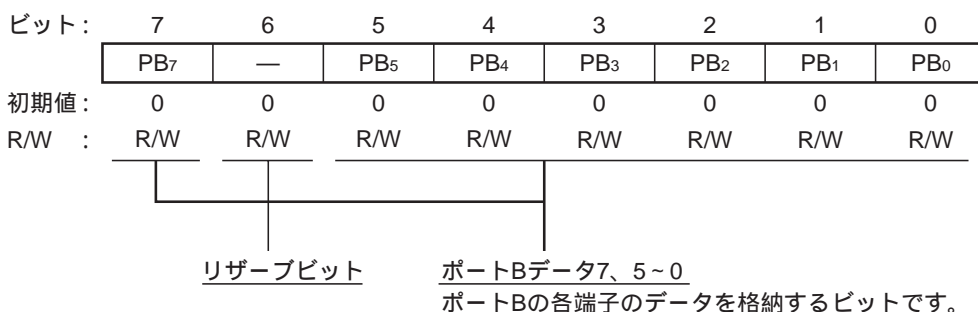 ビット : 7 6 5 4 3 2 1 0
PB7 — PB5 PB4 PB3 PB2 PB1 PB0
初期値 : 0 0 0 0 0 0 0 0
R/W : R/W R/W R/W R/W R/W R/W R/W R/W
リザーブビット
ポートBデータ7、5~0
ポートBの各端子のデータを格納するビットです。